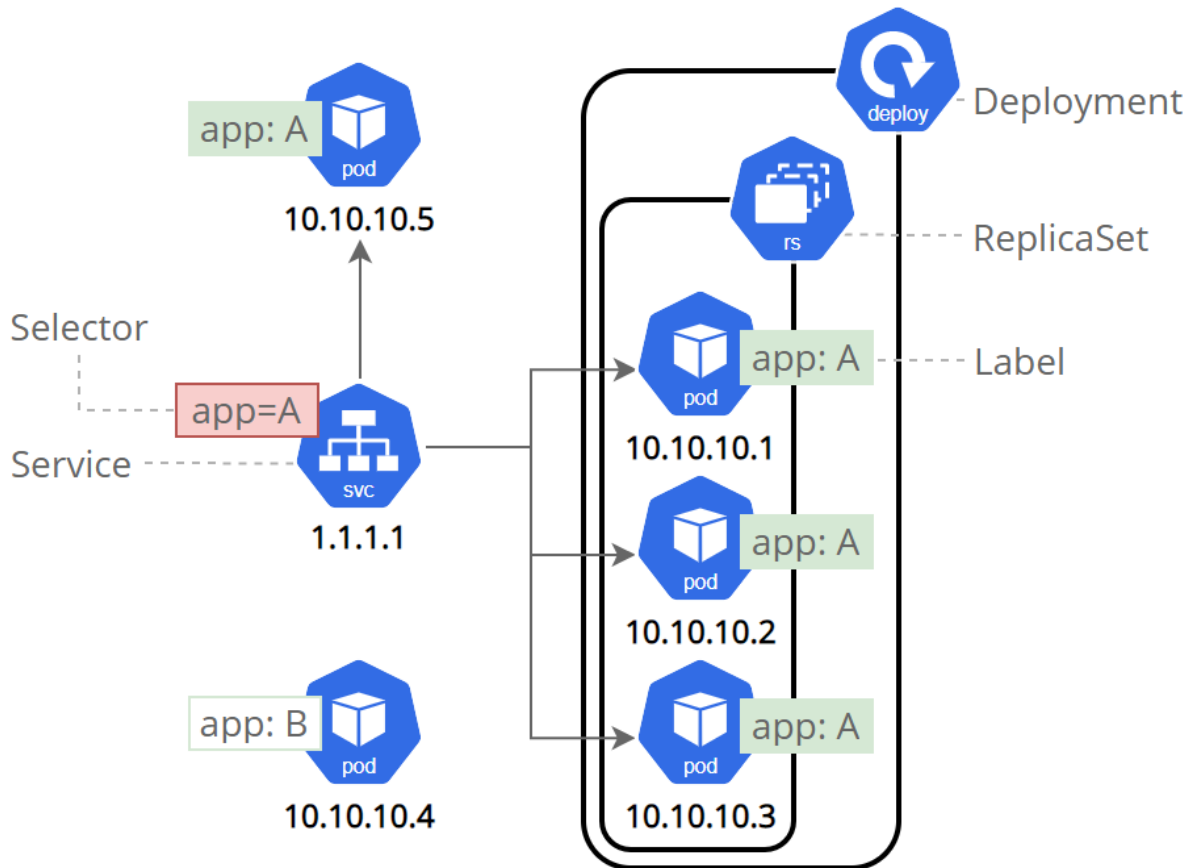 deploy
Deployment
app: A
pod
10.10.10.5
rs
ReplicaSet
Selector
app=A
Service
svc
1.1.1.1
app: A
Label
pod
10.10.10.1
app: A
pod
10.10.10.2
app: B
pod
10.10.10.4
app: A
pod
10.10.10.3